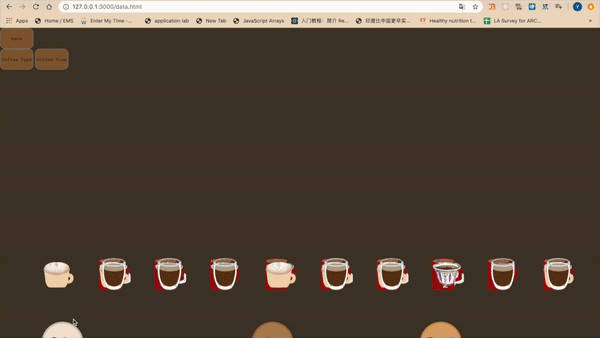 127.0.0.1:3000/data.html
Apps Home / EMS Enter My Time -... application lab New Tab JavaScript Arrays 入门教程：简介 Re... 印度比中国更早实... Healthy nutrition t... LA Survey for ARC...
Back
Coffee Type Coffee Time